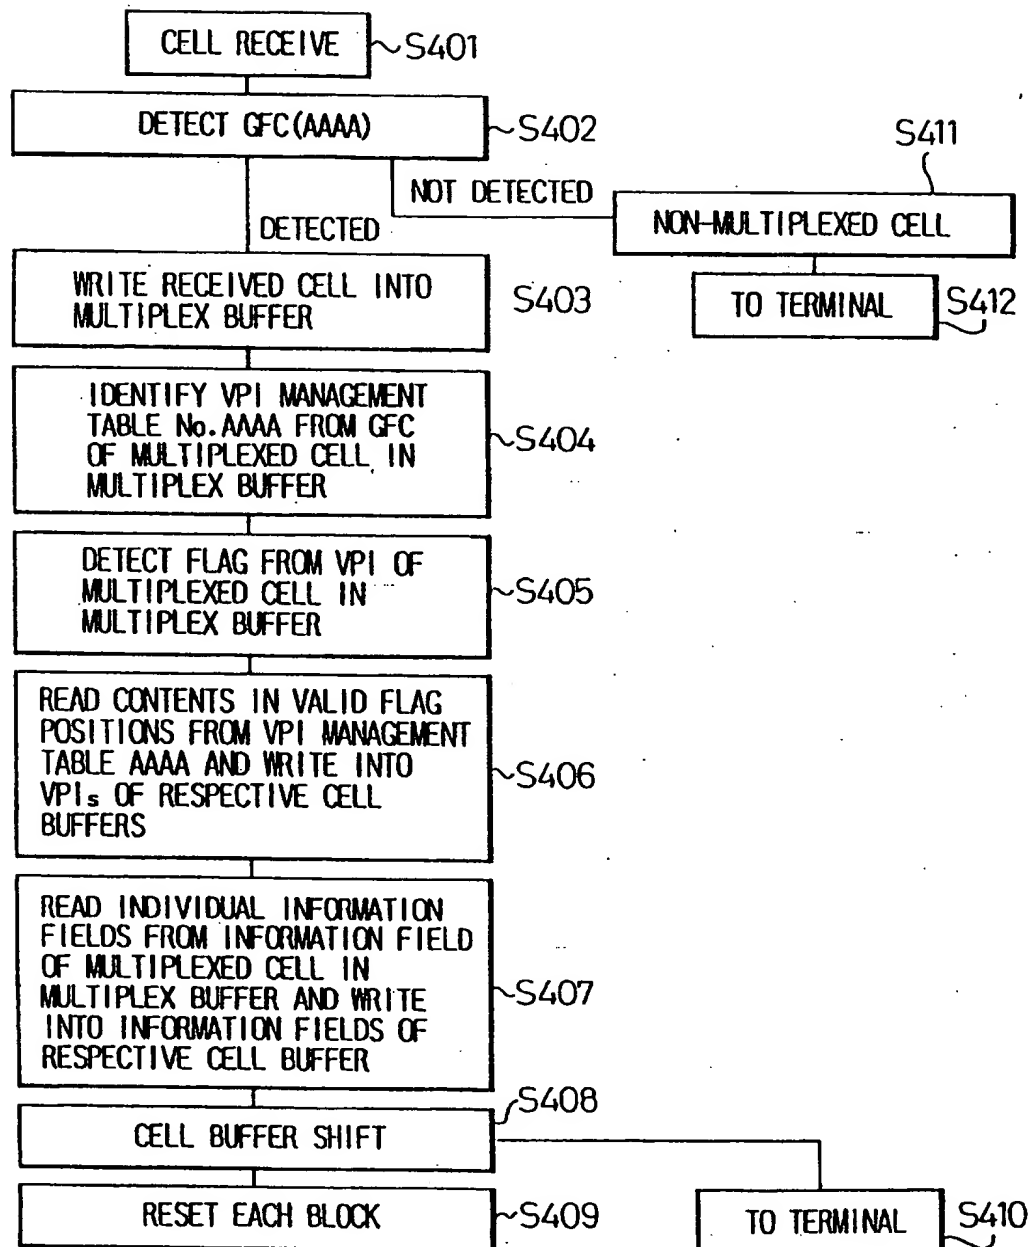 CELL RECEIVE
S401
DETECT GFC(AAAA)
S402
S411
NOT DETECTED
NON-MULTIPLEXED CELL
DETECTED
WRITE RECEIVED CELL INTO
MULTIPLEX BUFFER
S403
TO TERMINAL
S412
IDENTIFY VPI MANAGEMENT
TABLE No.AAAA FROM GFC
OF MULTIPLEXED CELL IN
MULTIPLEX BUFFER
S404
DETECT FLAG FROM VPI OF
MULTIPLEXED CELL IN
MULTIPLEX BUFFER
S405
READ CONTENTS IN VALID FLAG
POSITIONS FROM VPI MANAGEMENT
TABLE AAAA AND WRITE INTO
VPIs OF RESPECTIVE CELL
BUFFERS
S406
READ INDIVIDUAL INFORMATION
FIELDS FROM INFORMATION FIELD
OF MULTIPLEXED CELL IN
MULTIPLEX BUFFER AND WRITE
INTO INFORMATION FIELDS OF
RESPECTIVE CELL BUFFER
S407
S408
CELL BUFFER SHIFT
RESET EACH BLOCK
S409
TO TERMINAL
S410